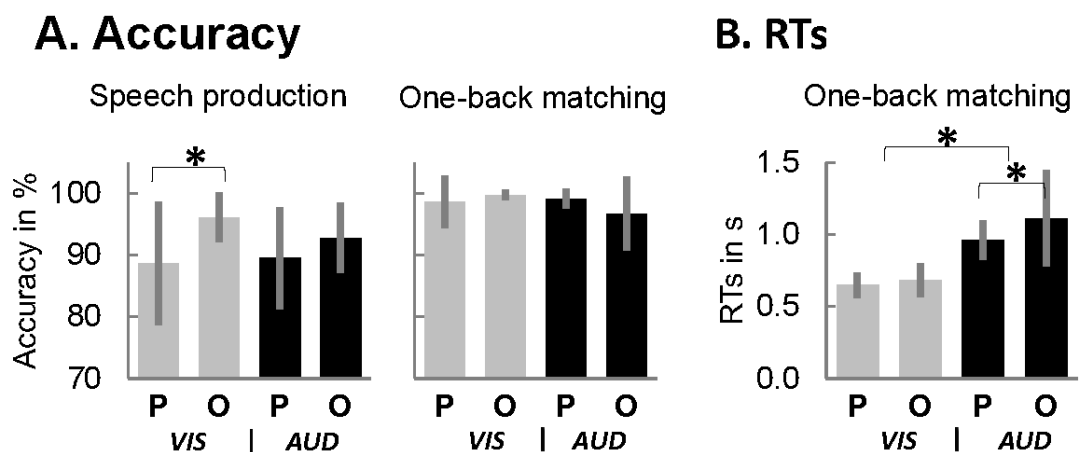 A. Accuracy
B. RTs
Speech production
One-back matching
One-back matching
Accuracy in %
100
90
80
70
*
P O P O
VIS | AUD
P O P O
VIS | AUD
RTs in s
1.5
1.0
0.5
0.0
*
*
P O P O
VIS | AUD